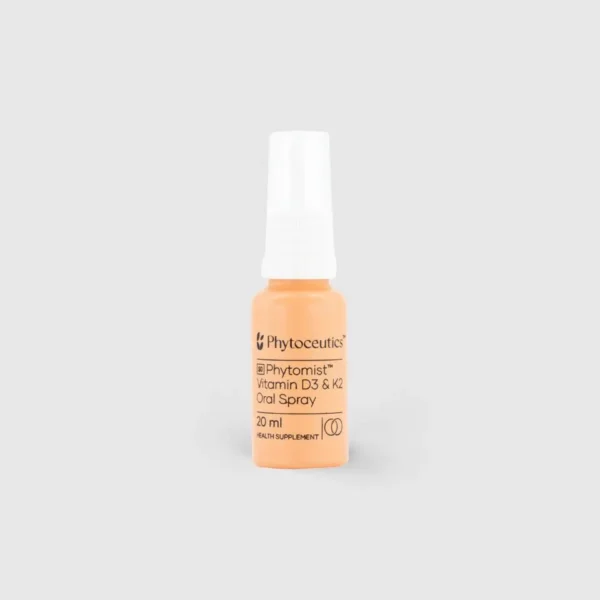 Phytoceutics™
Phytomist™
Vitamin D3 & K2
Oral Spray
20 ml
HEALTH SUPPLEMENT